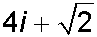 4i + √2